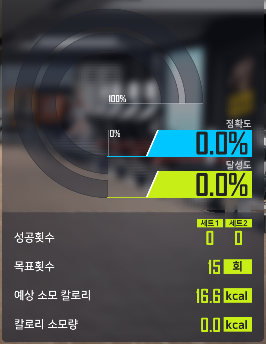 100%
정확도
0%
0.0%
달성도
0.0%
세트1 세트2
성공횟수 0 0
목표횟수 15 회
예상 소모 칼로리 16.6 kcal
칼로리 소모량 0.0 kcal